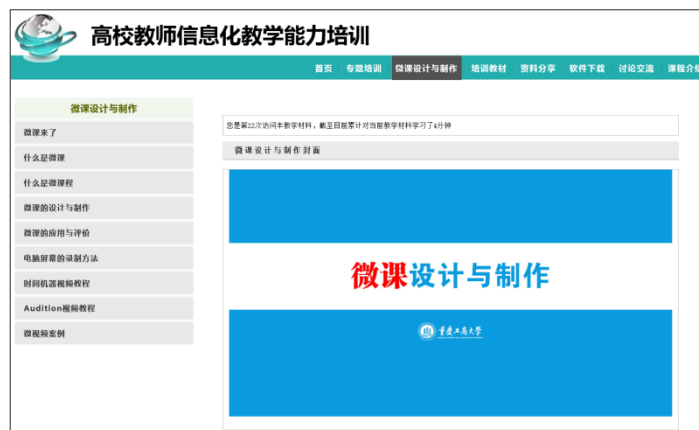 高校教师信息化教学能力培训
首页 专题培训 微课设计与制作 培训教材 资料分享 软件下载 讨论交流 课程介绍
微课设计与制作
微课来了
什么是微课
什么是微课程
微课的设计与制作
微课的应用与评价
电脑屏幕的录制方法
时间机器视频教程
Audition视频教程
微视频案例
您是第22次访问本教学材料，截至目前累计对当前教学材料学习了4分钟
微课设计与制作封面
微课设计与制作
重庆工商大学